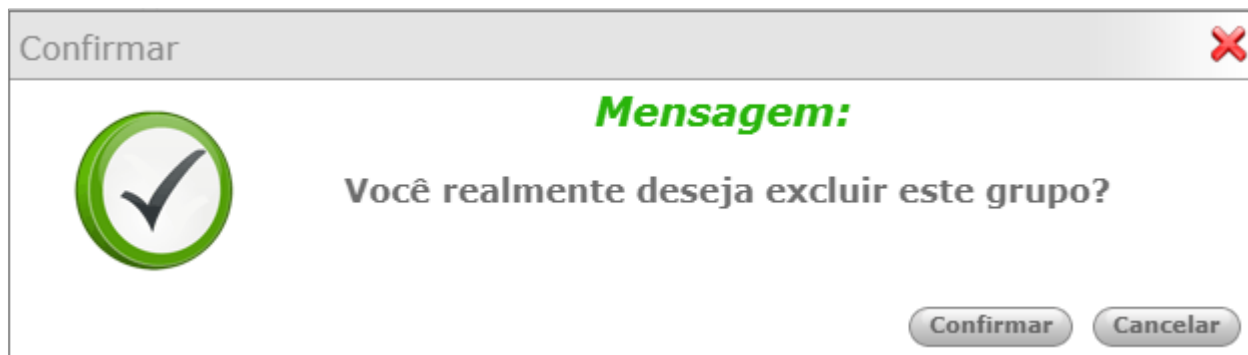 Confirmar
Mensagem:
Você realmente deseja excluir este grupo?
Confirmar
Cancelar